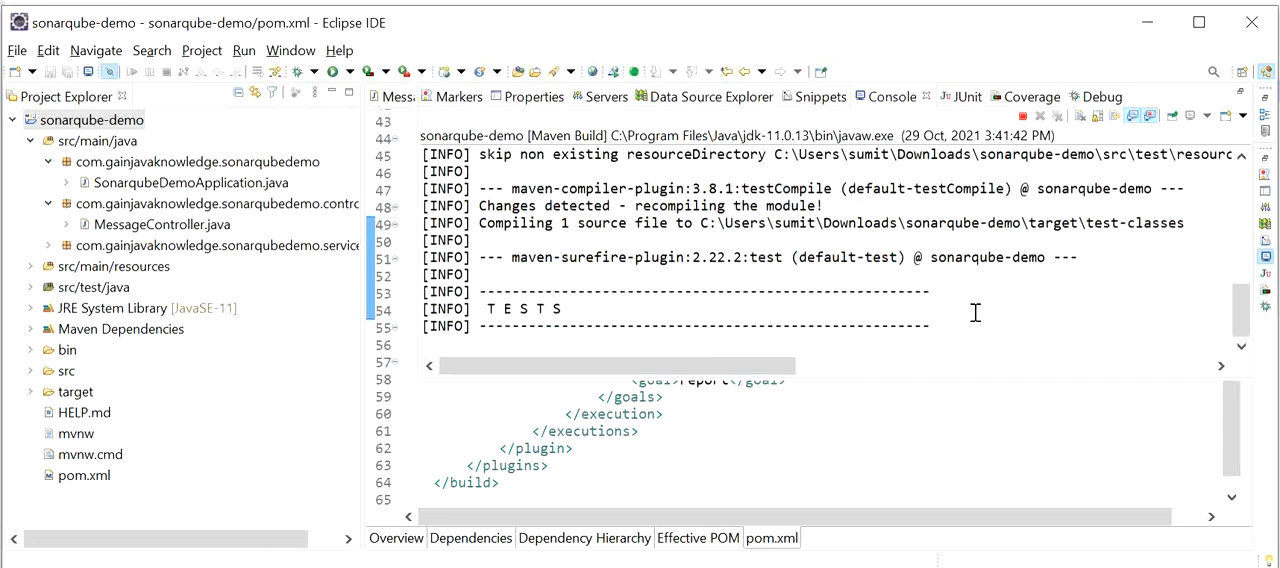 sonarqube-demo - sonarqube-demo/pom.xml - Eclipse IDE
File Edit Navigate Search Project Run Window Help
Project Explorer
sonarqube-demo
src/main/java
com.gainjavaknowledge.sonarqubedemo
SonarqubeDemoApplication.java
com.gainjavaknowledge.sonarqubedemo.contrc
MessageController.java
com.gainjavaknowledge.sonarqubedemo.service
src/main/resources
src/test/java
JRE System Library [JavaSE-11]
Maven Dependencies
bin
src
target
HELP.md
mvnw
mvnw.cmd
pom.xml
Messa Markers Properties Servers Data Source Explorer Snippets Console JUnit Coverage Debug
sonarqube-demo [Maven Build] C:\Program Files\Java\jdk-11.0.13\bin\javaw.exe (29 Oct, 2021 3:41:42 PM)
43
44
45 [INFO] skip non existing resourceDirectory C:\Users\sumit\Downloads\sonarqube-demo\src\test\resourc
46 [INFO]
47 [INFO] --- maven-compiler-plugin:3.8.1:testCompile (default-testCompile) @ sonarqube-demo ---
48 [INFO] Changes detected - recompiling the module!
49 [INFO] Compiling 1 source file to C:\Users\sumit\Downloads\sonarqube-demo\target\test-classes
50 [INFO]
51 [INFO] --- maven-surefire-plugin:2.22.2:test (default-test) @ sonarqube-demo ---
52 [INFO]
53 [INFO] -------------------------------------------------------
54 [INFO]  T E S T S
55 [INFO] -------------------------------------------------------
56
57
58 <goal>report</goal>
59 </goals>
60 </execution>
61 </executions>
62 </plugin>
63 </plugins>
64 </build>
65
Overview Dependencies Dependency Hierarchy Effective POM pom.xml